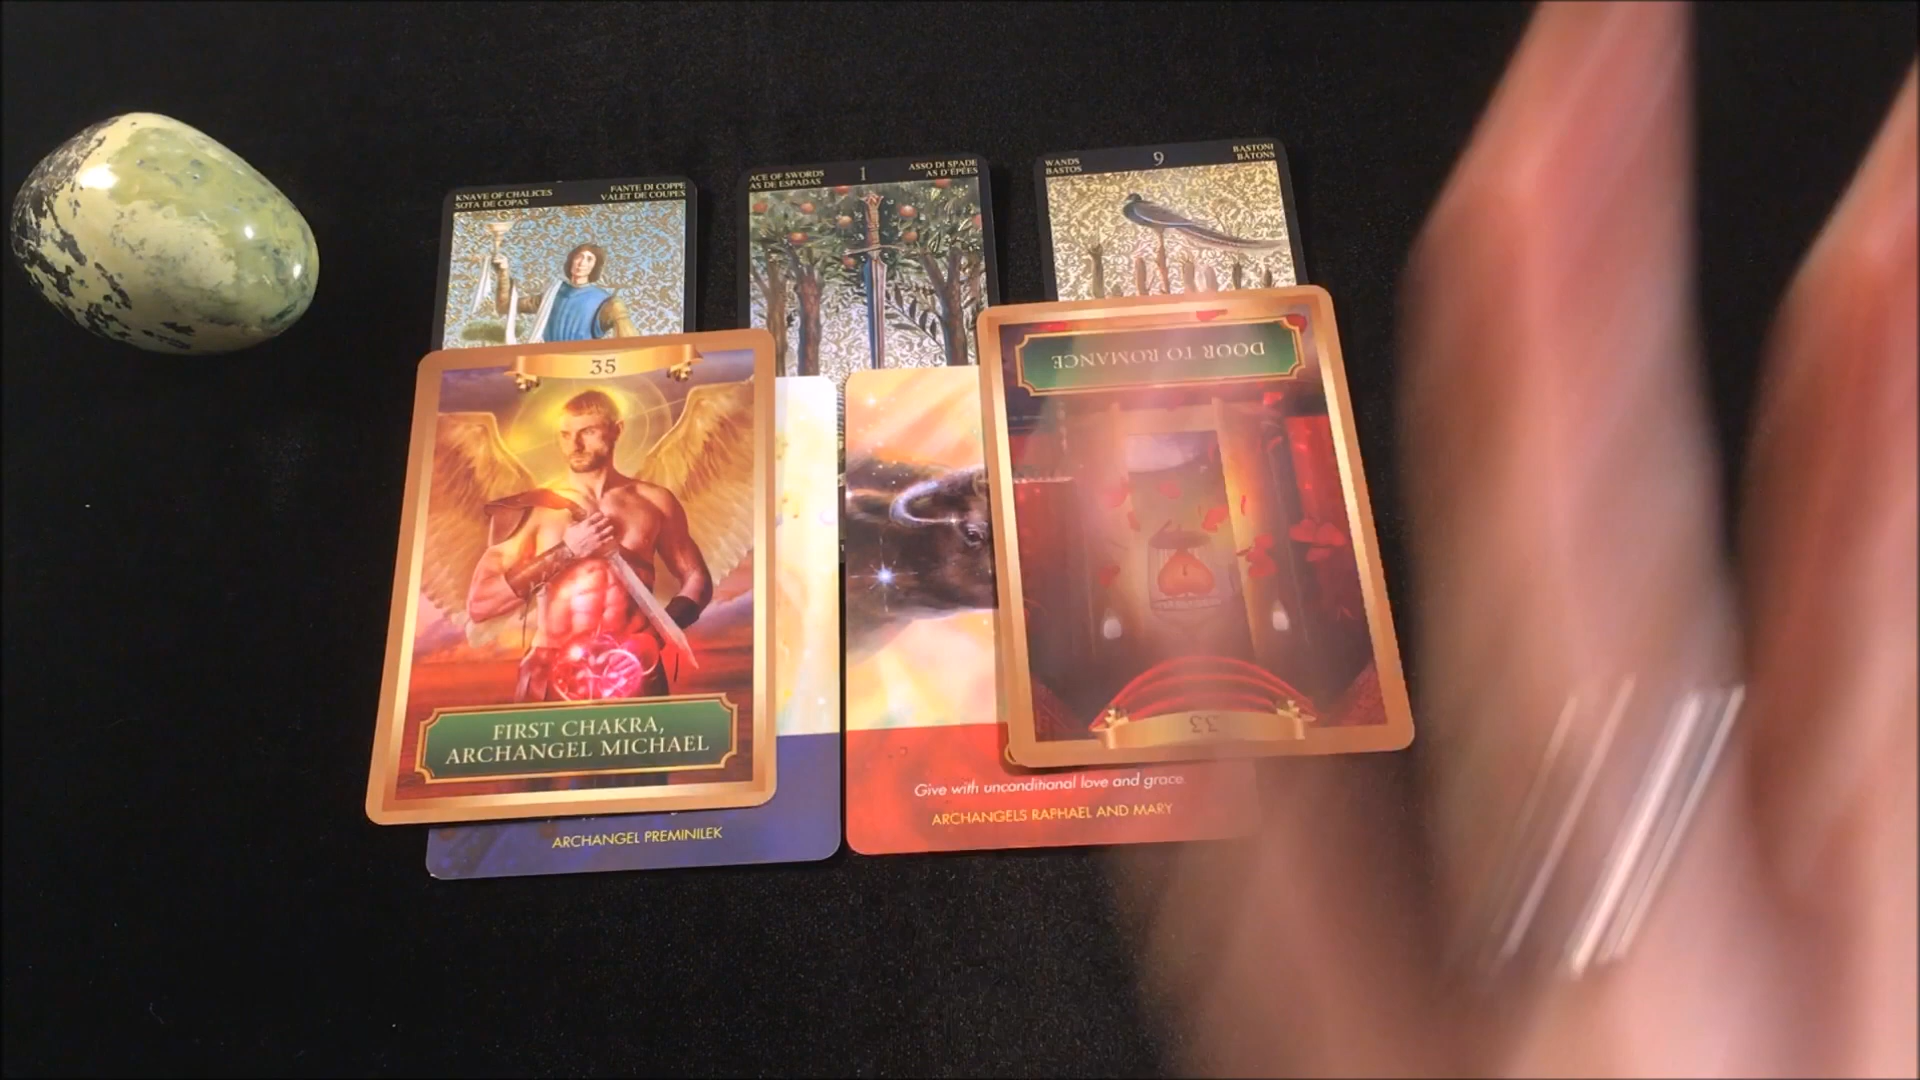 KNAVE OF CHALICES
SOTA DE COPAS
FANTE DI COPPE
VALET DE COUPES
ACE OF SWORDS
AS DE ESPADAS
1
ASSO DI SPADE
AS D'ÉPÉES
WANDS
BASTOS
9
BASTONI
BÂTONS
35
FIRST CHAKRA,
ARCHANGEL MICHAEL
ARCHANGEL PREMINILEK
DOOR TO ROMANCE
33
Give with unconditional love and grace.
ARCHANGELS RAPHAEL AND MARY